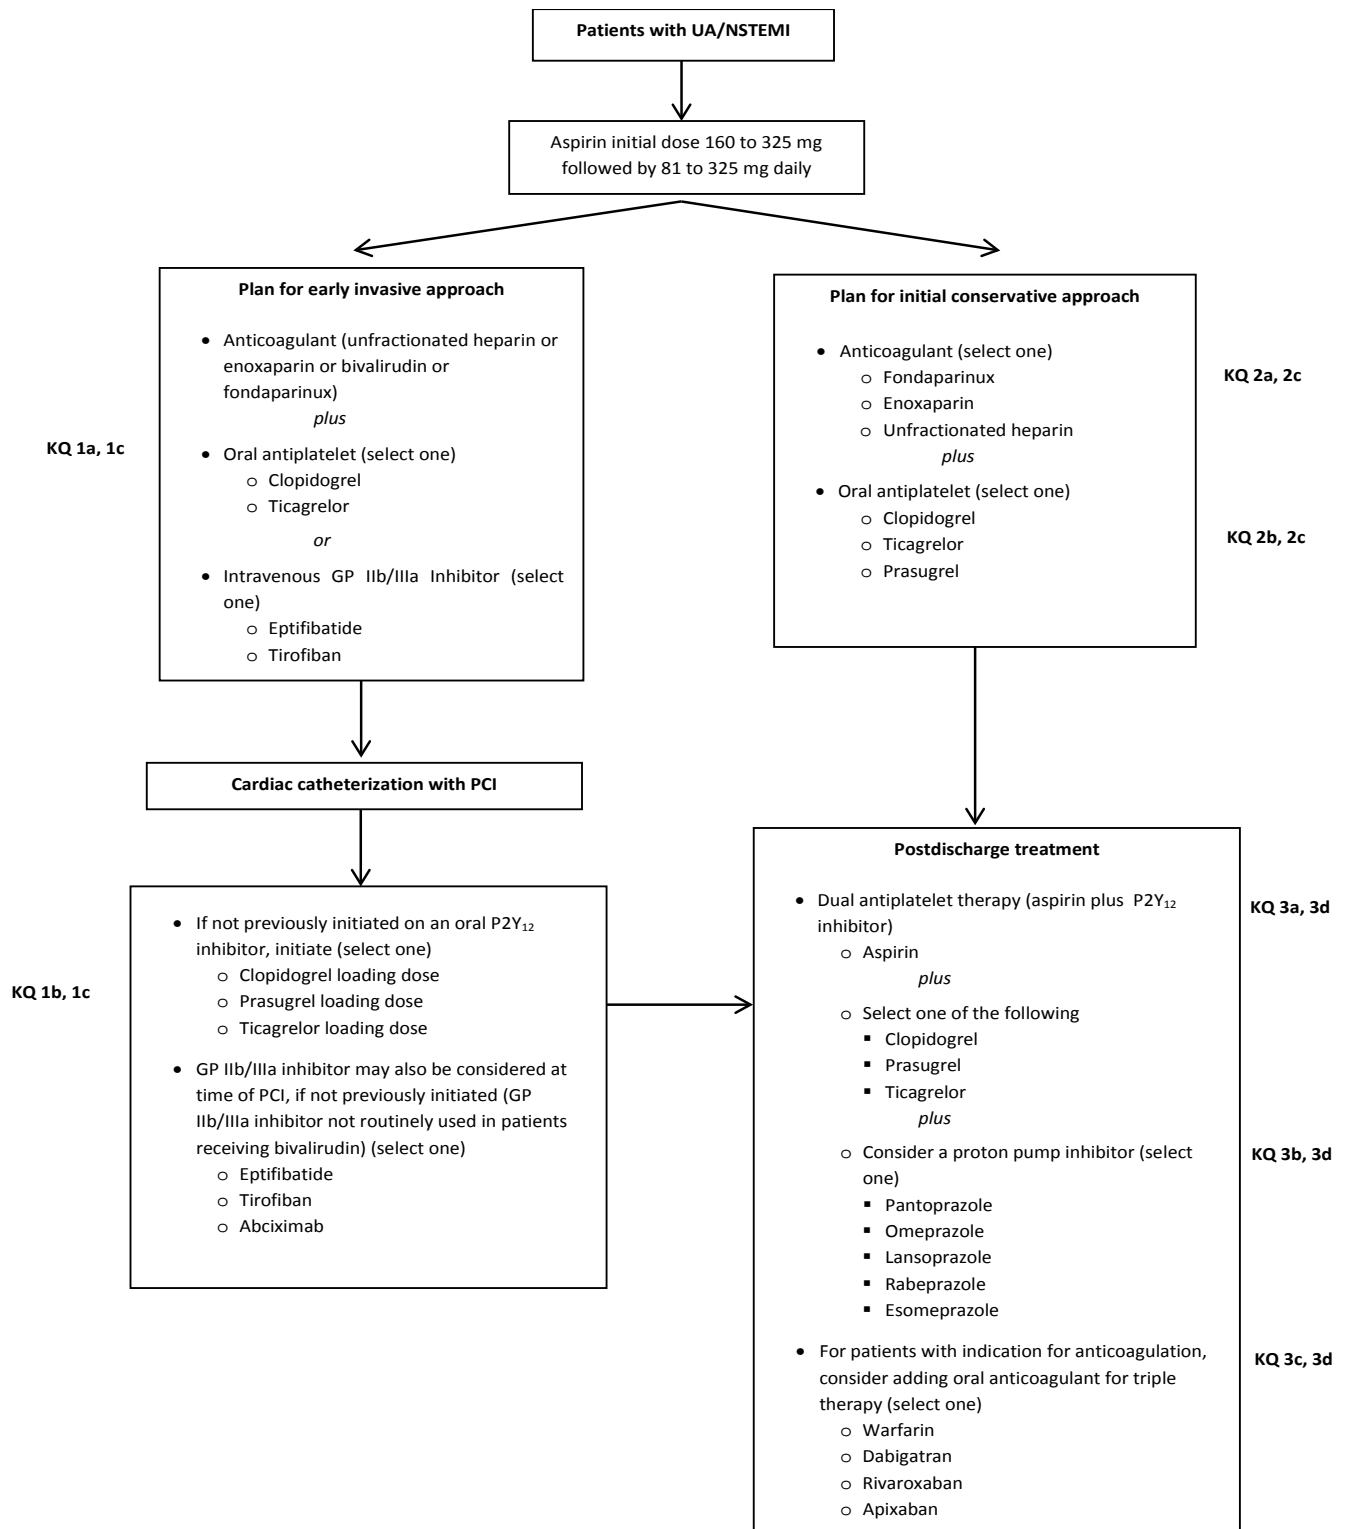 Patients with UA/NSTEMI
Aspirin initial dose 160 to 325 mg
followed by 81 to 325 mg daily
Plan for early invasive approach
• Anticoagulant (unfractionated heparin or
enoxaparin or bivalirudin or
fondaparinux)
plus
• Oral antiplatelet (select one)
o Clopidogrel
o Ticagrelor
or
• Intravenous GP IIb/IIIa Inhibitor (select
one)
o Eptifibatide
o Tirofiban
KQ 1a, 1c
Plan for initial conservative approach
• Anticoagulant (select one)
o Fondaparinux
o Enoxaparin
o Unfractionated heparin
plus
• Oral antiplatelet (select one)
o Clopidogrel
o Ticagrelor
o Prasugrel
KQ 2a, 2c
KQ 2b, 2c
Cardiac catheterization with PCI
• If not previously initiated on an oral P2Y₁₂
inhibitor, initiate (select one)
o Clopidogrel loading dose
o Prasugrel loading dose
o Ticagrelor loading dose
• GP IIb/IIIa inhibitor may also be considered at
time of PCI, if not previously initiated (GP
IIb/IIIa inhibitor not routinely used in patients
receiving bivalirudin) (select one)
o Eptifibatide
o Tirofiban
o Abciximab
KQ 1b, 1c
Postdischarge treatment
• Dual antiplatelet therapy (aspirin plus P2Y₁₂
inhibitor)
o Aspirin
plus
o Select one of the following
▪ Clopidogrel
▪ Prasugrel
▪ Ticagrelor
plus
o Consider a proton pump inhibitor (select
one)
▪ Pantoprazole
▪ Omeprazole
▪ Lansoprazole
▪ Rabeprazole
▪ Esomeprazole
• For patients with indication for anticoagulation,
consider adding oral anticoagulant for triple
therapy (select one)
o Warfarin
o Dabigatran
o Rivaroxaban
o Apixaban
KQ 3a, 3d
KQ 3b, 3d
KQ 3c, 3d